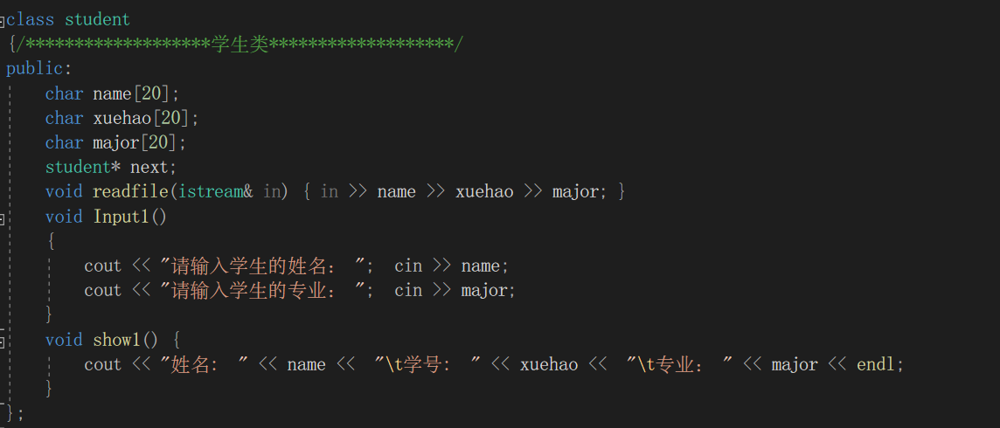 class student
{/*******************学生类*******************/
public:
    char name[20];
    char xuehao[20];
    char major[20];
    student* next;
    void readfile(istream& in) { in >> name >> xuehao >> major; }
    void Input1()
    {
        cout << "请输入学生的姓名： ";  cin >> name;
        cout << "请输入学生的专业： ";  cin >> major;
    }
    void show1() {
        cout << "姓名： " << name <<  "\t学号： " << xuehao <<  "\t专业： " << major << endl;
    }
};